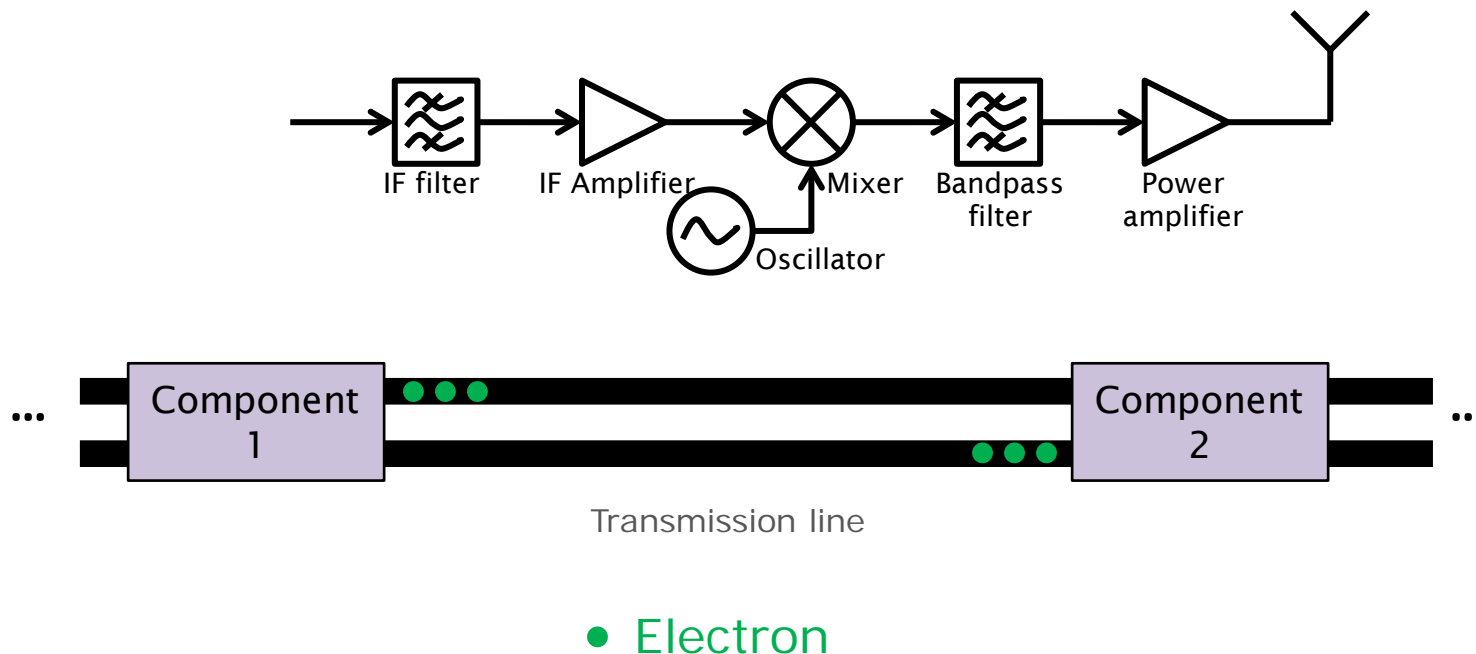 IF filter
IF Amplifier
Mixer
Bandpass
filter
Power
amplifier
Oscillator
...
Component
1
Component
2
..
Transmission line
Electron